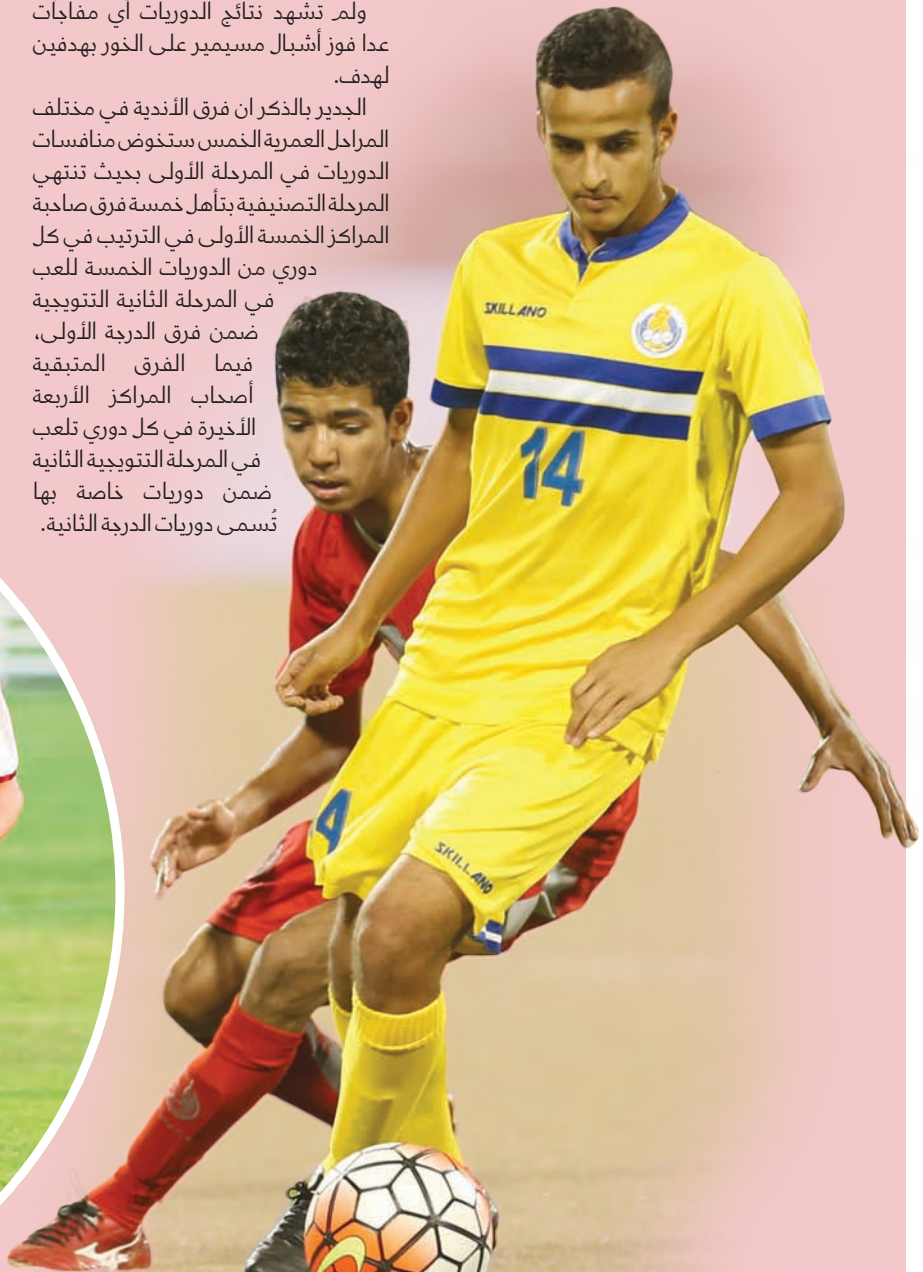 ولم تشهد نتائج الدوريات أي مفاجآت
عدا فوز أشبال مسيمير على الخور بهدفين
لهدف.
الجدير بالذكر ان فرق الأندية في مختلف
المراحل العمرية الخمس ستخوض منافسات
الدوريات في المرحلة الأولى بحيث تنتهي
المرحلة التصنيفية بتأهل خمسة فرق صاحبة
المراكز الخمسة الأولى في الترتيب في كل
دوري من الدوريات الخمسة للعب
في المرحلة الثانية التتويجية
ضمن فرق الدرجة الأولى،
فيما الفرق المتبقية
أصحاب المراكز الأربعة
الأخيرة في كل دوري تلعب
في المرحلة التتويجية الثانية
ضمن دوريات خاصة بها
تُسمى دوريات الدرجة الثانية.
SKILLANO
14
4
SKILLANO